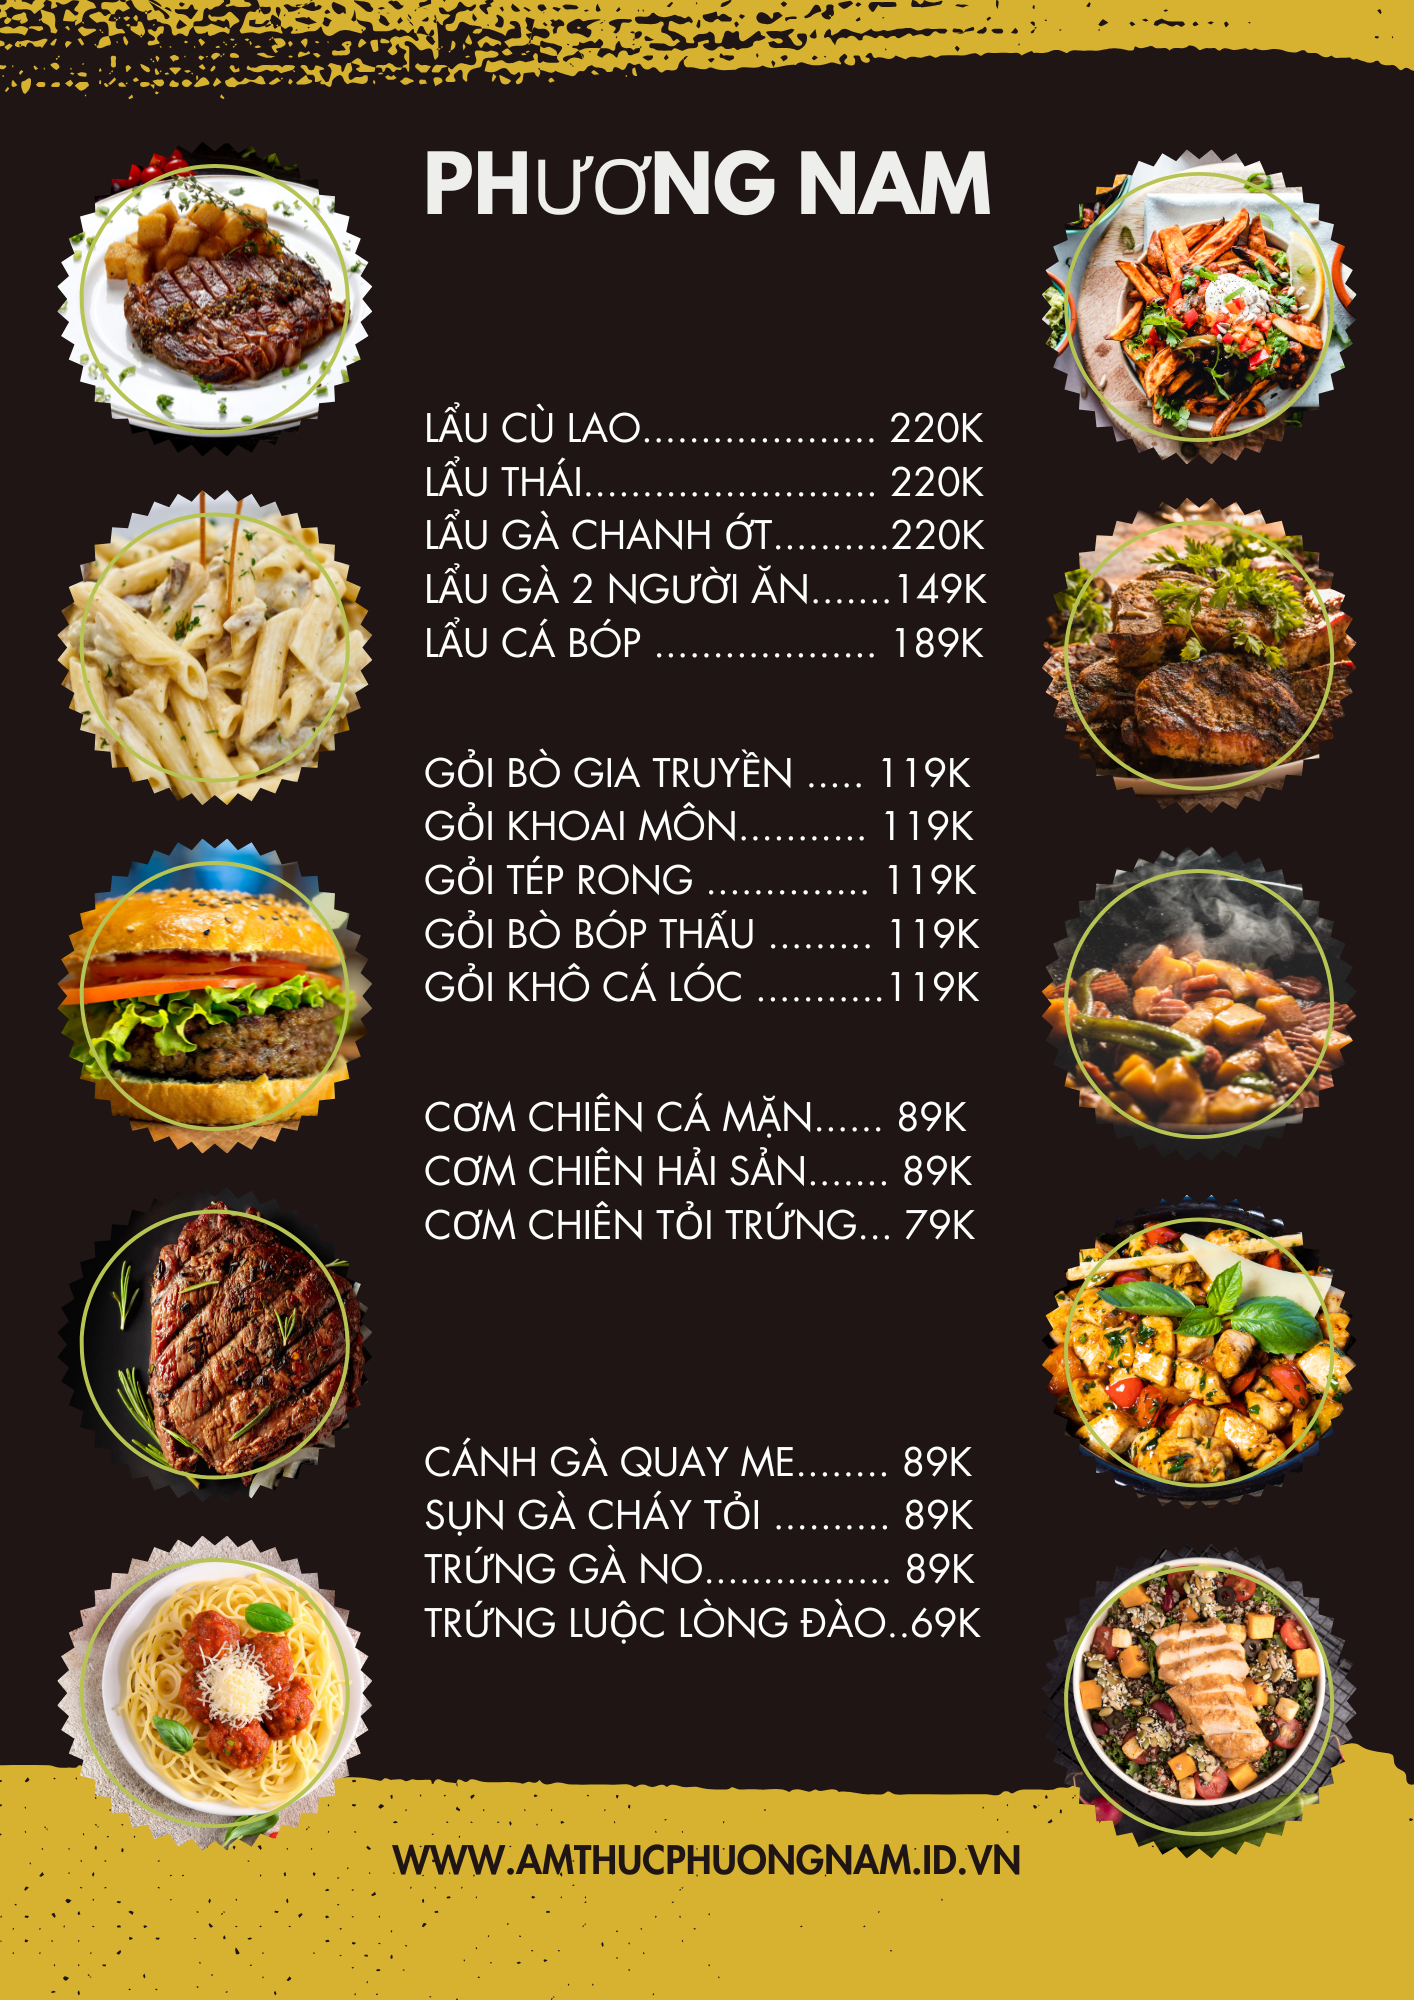 PHƯƠNG NAM
LẨU CÙ LAO.................... 220K
LẨU THÁI......................... 220K
LẨU GÀ CHANH ỚT..........220K
LẨU GÀ 2 NGƯỜI ĂN.......149K
LẨU CÁ BÓP ................... 189K
GỎI BÒ GIA TRUYỀN ..... 119K
GỎI KHOAI MÔN........... 119K
GỎI TÉP RONG .............. 119K
GỎI BÒ BÓP THẤU ......... 119K
GỎI KHÔ CÁ LÓC ...........119K
CƠM CHIÊN CÁ MẶN...... 89K
CƠM CHIÊN HẢI SẢN....... 89K
CƠM CHIÊN TỎI TRỨNG... 79K
CÁNH GÀ QUAY ME........ 89K
SỤN GÀ CHÁY TỎI .......... 89K
TRỨNG GÀ NO................ 89K
TRỨNG LUỘC LÒNG ĐÀO..69K
WWW.AMTHUCPHUONGNAM.ID.VN